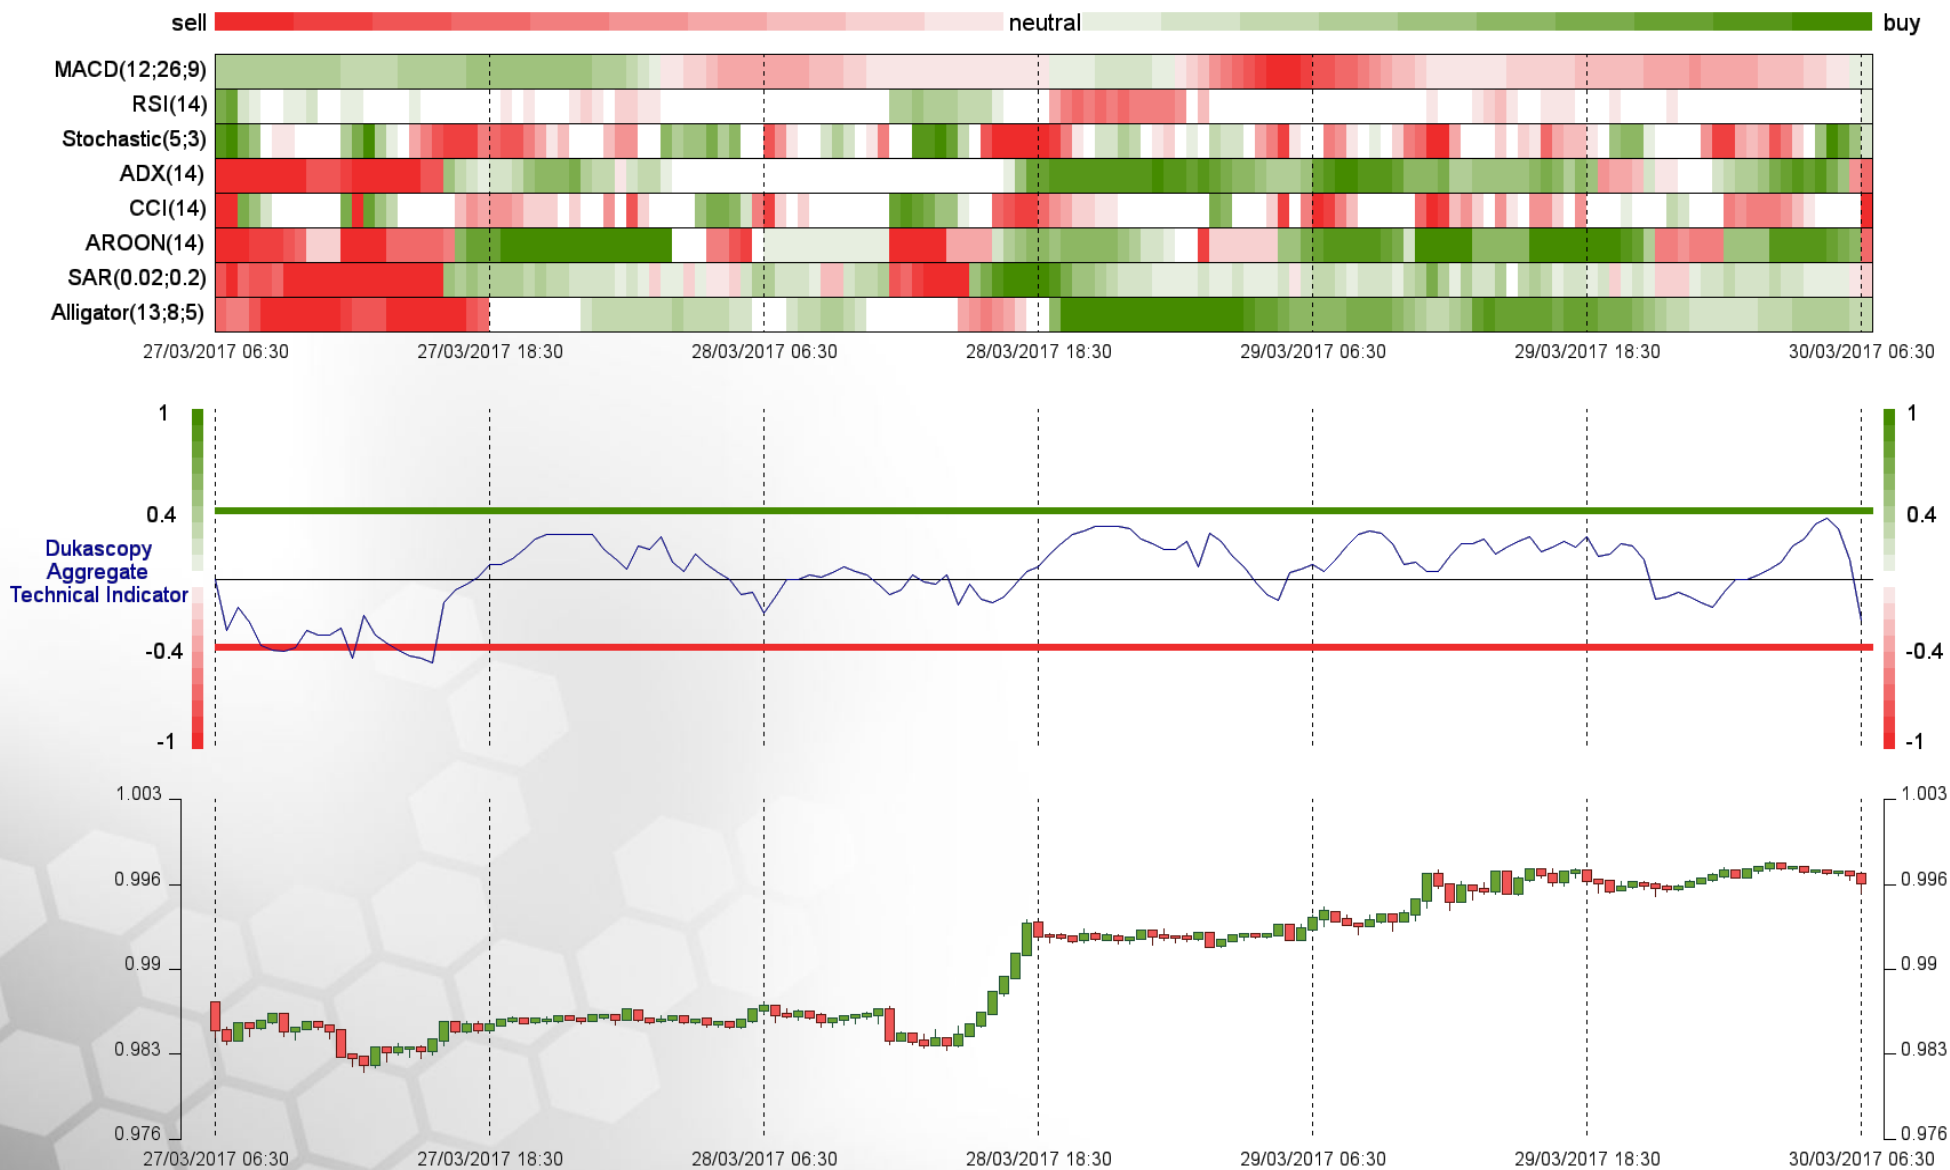 sell neutral buy
MACD(12;26;9)
RSI(14)
Stochastic(5;3)
ADX(14)
CCI(14)
AROON(14)
SAR(0.02;0.2)
Alligator(13;8;5)
27/03/2017 06:30 27/03/2017 18:30 28/03/2017 06:30 28/03/2017 18:30 29/03/2017 06:30 29/03/2017 18:30 30/03/2017 06:30
1 1
0.4 0.4
Dukascopy
Aggregate
Technical Indicator
-0.4 -0.4
-1 -1
1.003 1.003
0.996 0.996
0.99 0.99
0.983 0.983
0.976 0.976
27/03/2017 06:30 27/03/2017 18:30 28/03/2017 06:30 28/03/2017 18:30 29/03/2017 06:30 29/03/2017 18:30 30/03/2017 06:30